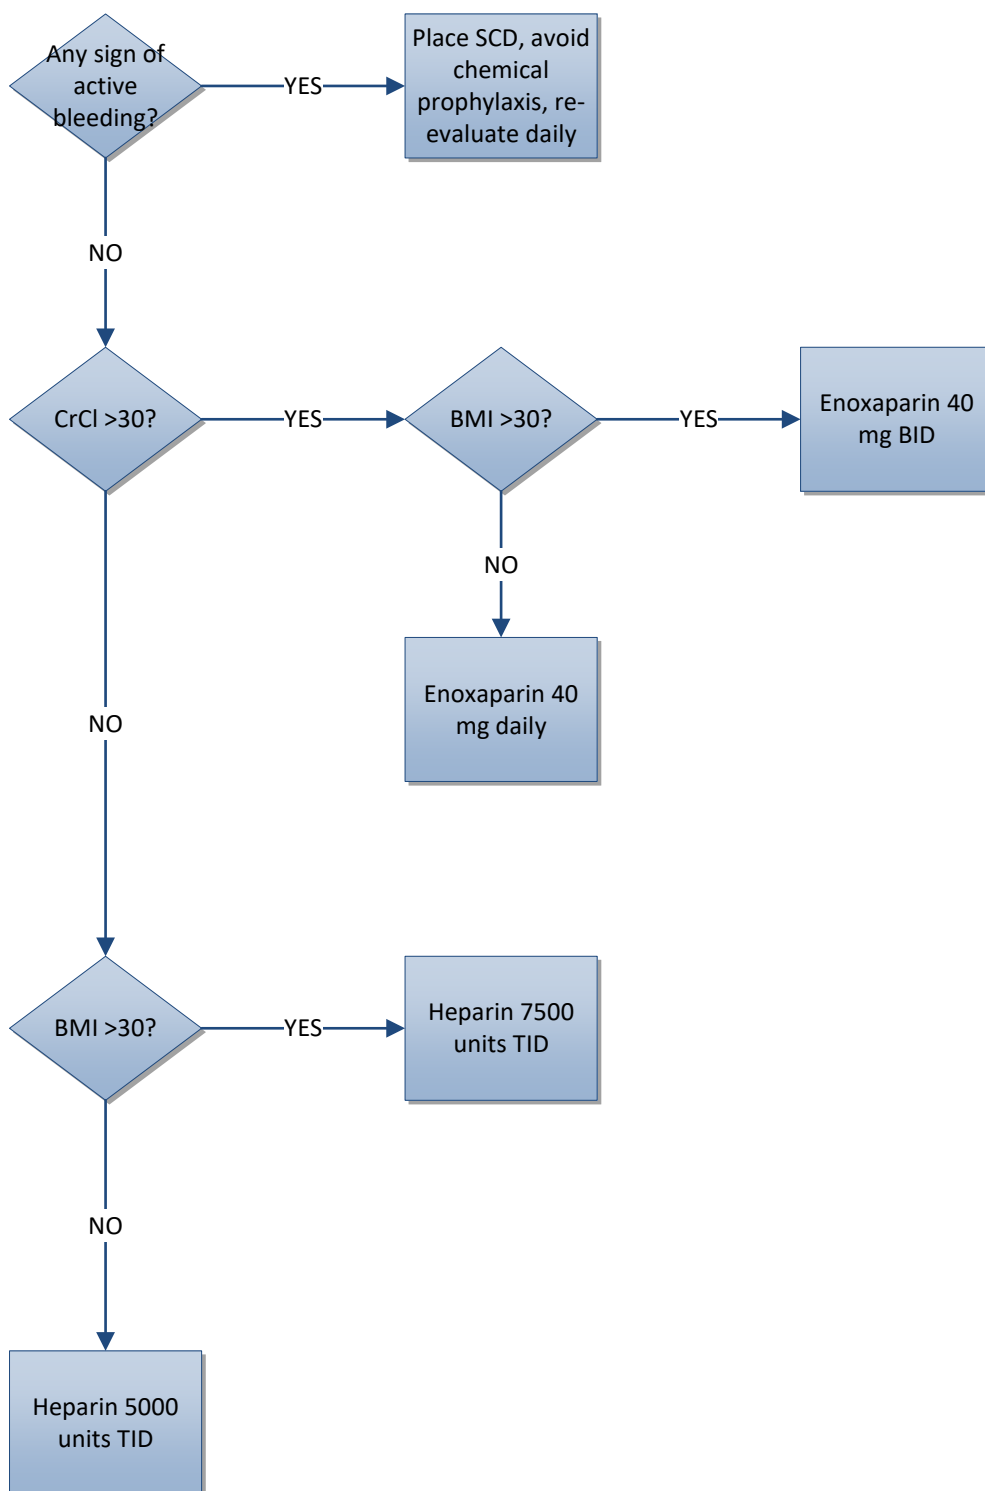 Any sign of
active
bleeding?
YES
Place SCD, avoid
chemical
prophylaxis, re-
evaluate daily
NO
CrCl >30?
YES
BMI >30?
YES
Enoxaparin 40
mg BID
NO
Enoxaparin 40
mg daily
NO
BMI >30?
YES
Heparin 7500
units TID
NO
Heparin 5000
units TID